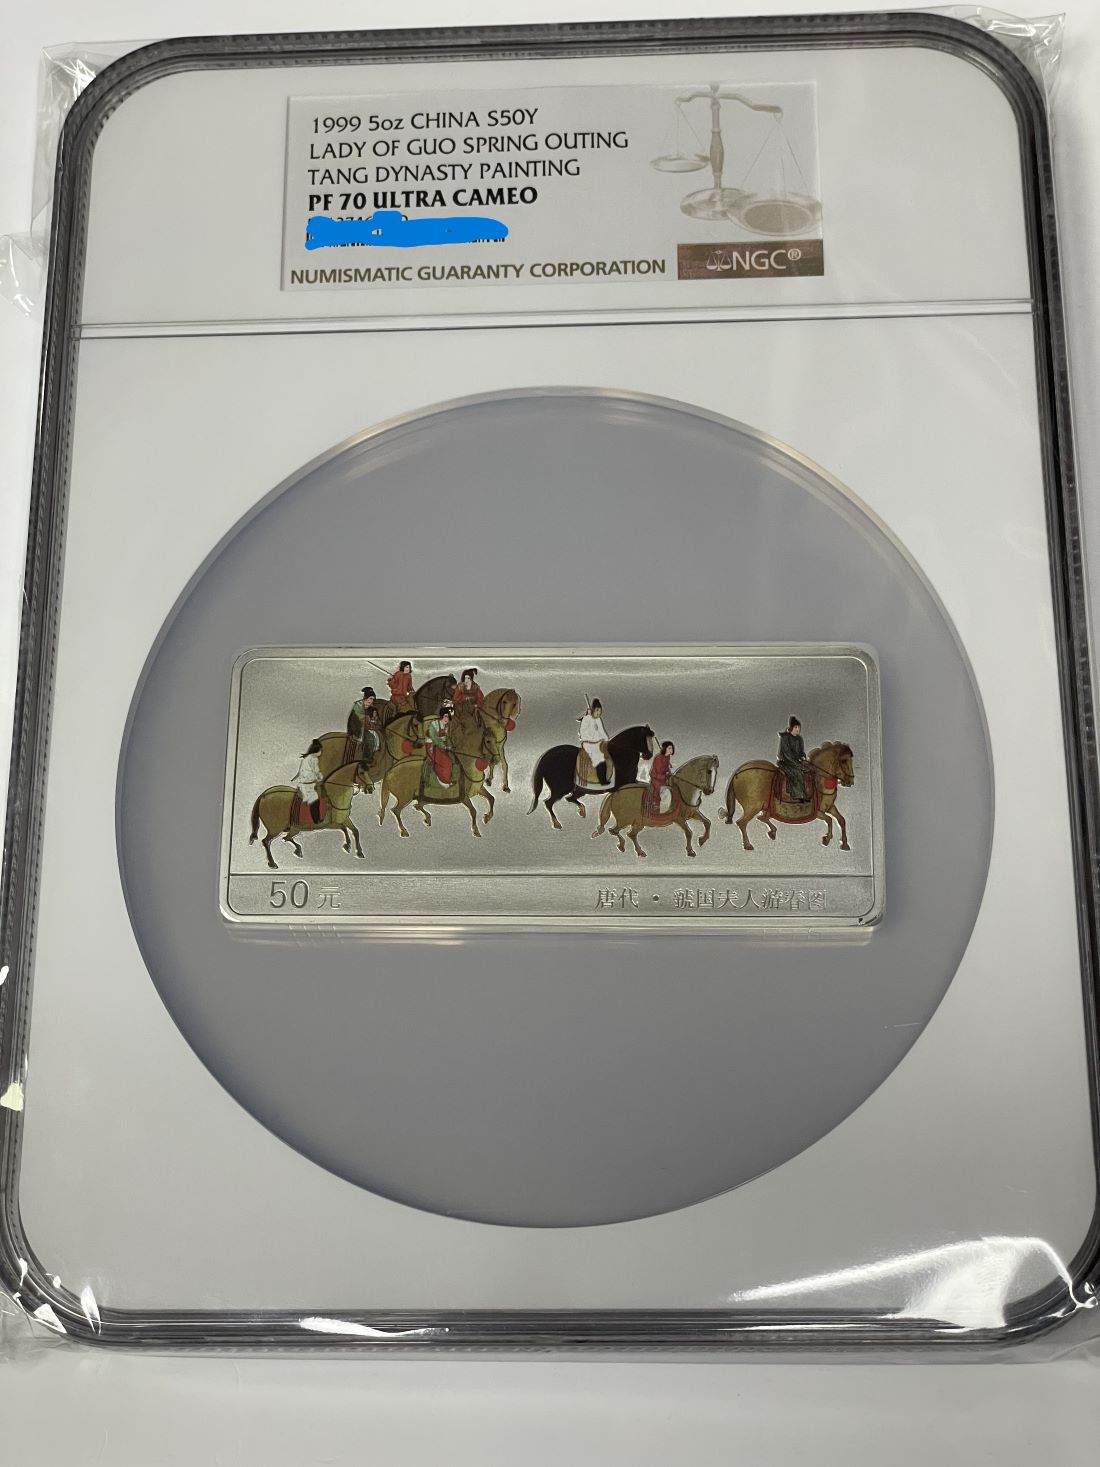 1999 5oz CHINA S50Y
LADY OF GUO SPRING OUTING
TANG DYNASTY PAINTING
PF 70 ULTRA CAMEO
NUMISMATIC GUARANTY CORPORATION
NGC®
50元
唐代・虢国夫人游春图